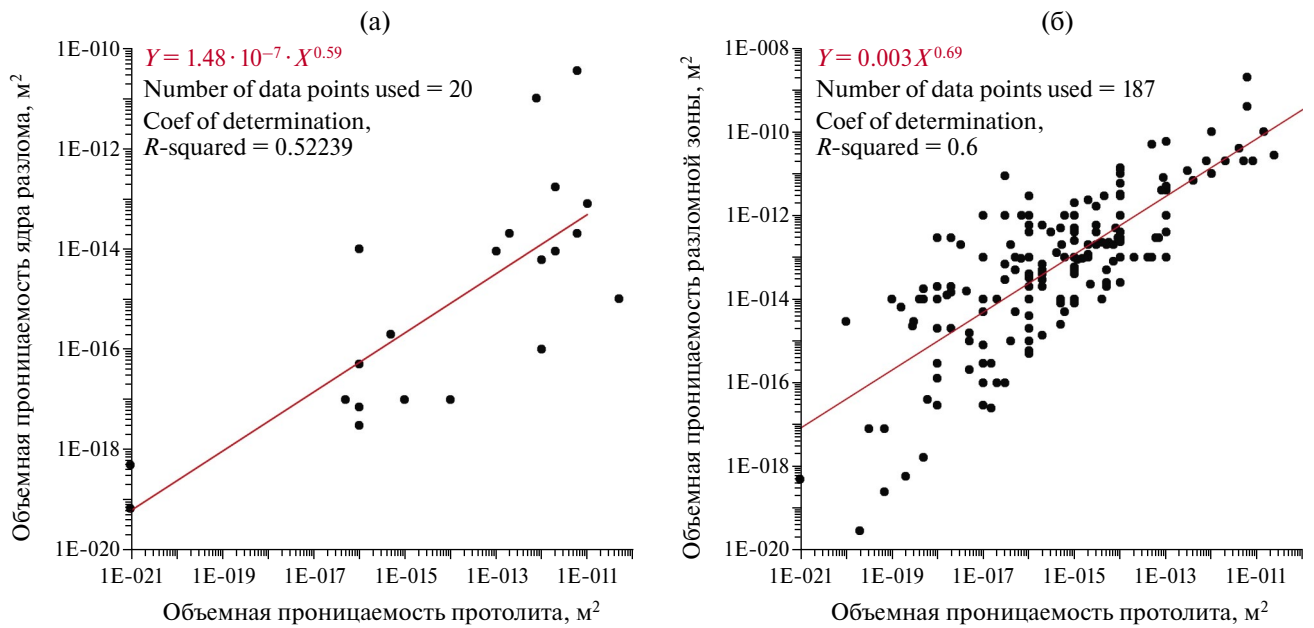 (а)
Y = 1.48 · 10⁻⁷ · X⁰·⁵⁹
Number of data points used = 20
Coef of determination,
R-squared = 0.52239
1E-010
1E-012
1E-014
1E-016
1E-018
1E-020
Объемная проницаемость ядра разлома, м²
1E-021 1E-019 1E-017 1E-015 1E-013 1E-011
Объемная проницаемость протолита, м²
(б)
Y = 0.003X⁰·⁶⁹
Number of data points used = 187
Coef of determination,
R-squared = 0.6
1E-008
1E-010
1E-012
1E-014
1E-016
1E-018
1E-020
Объемная проницаемость разломной зоны, м²
1E-021 1E-019 1E-017 1E-015 1E-013 1E-011
Объемная проницаемость протолита, м²